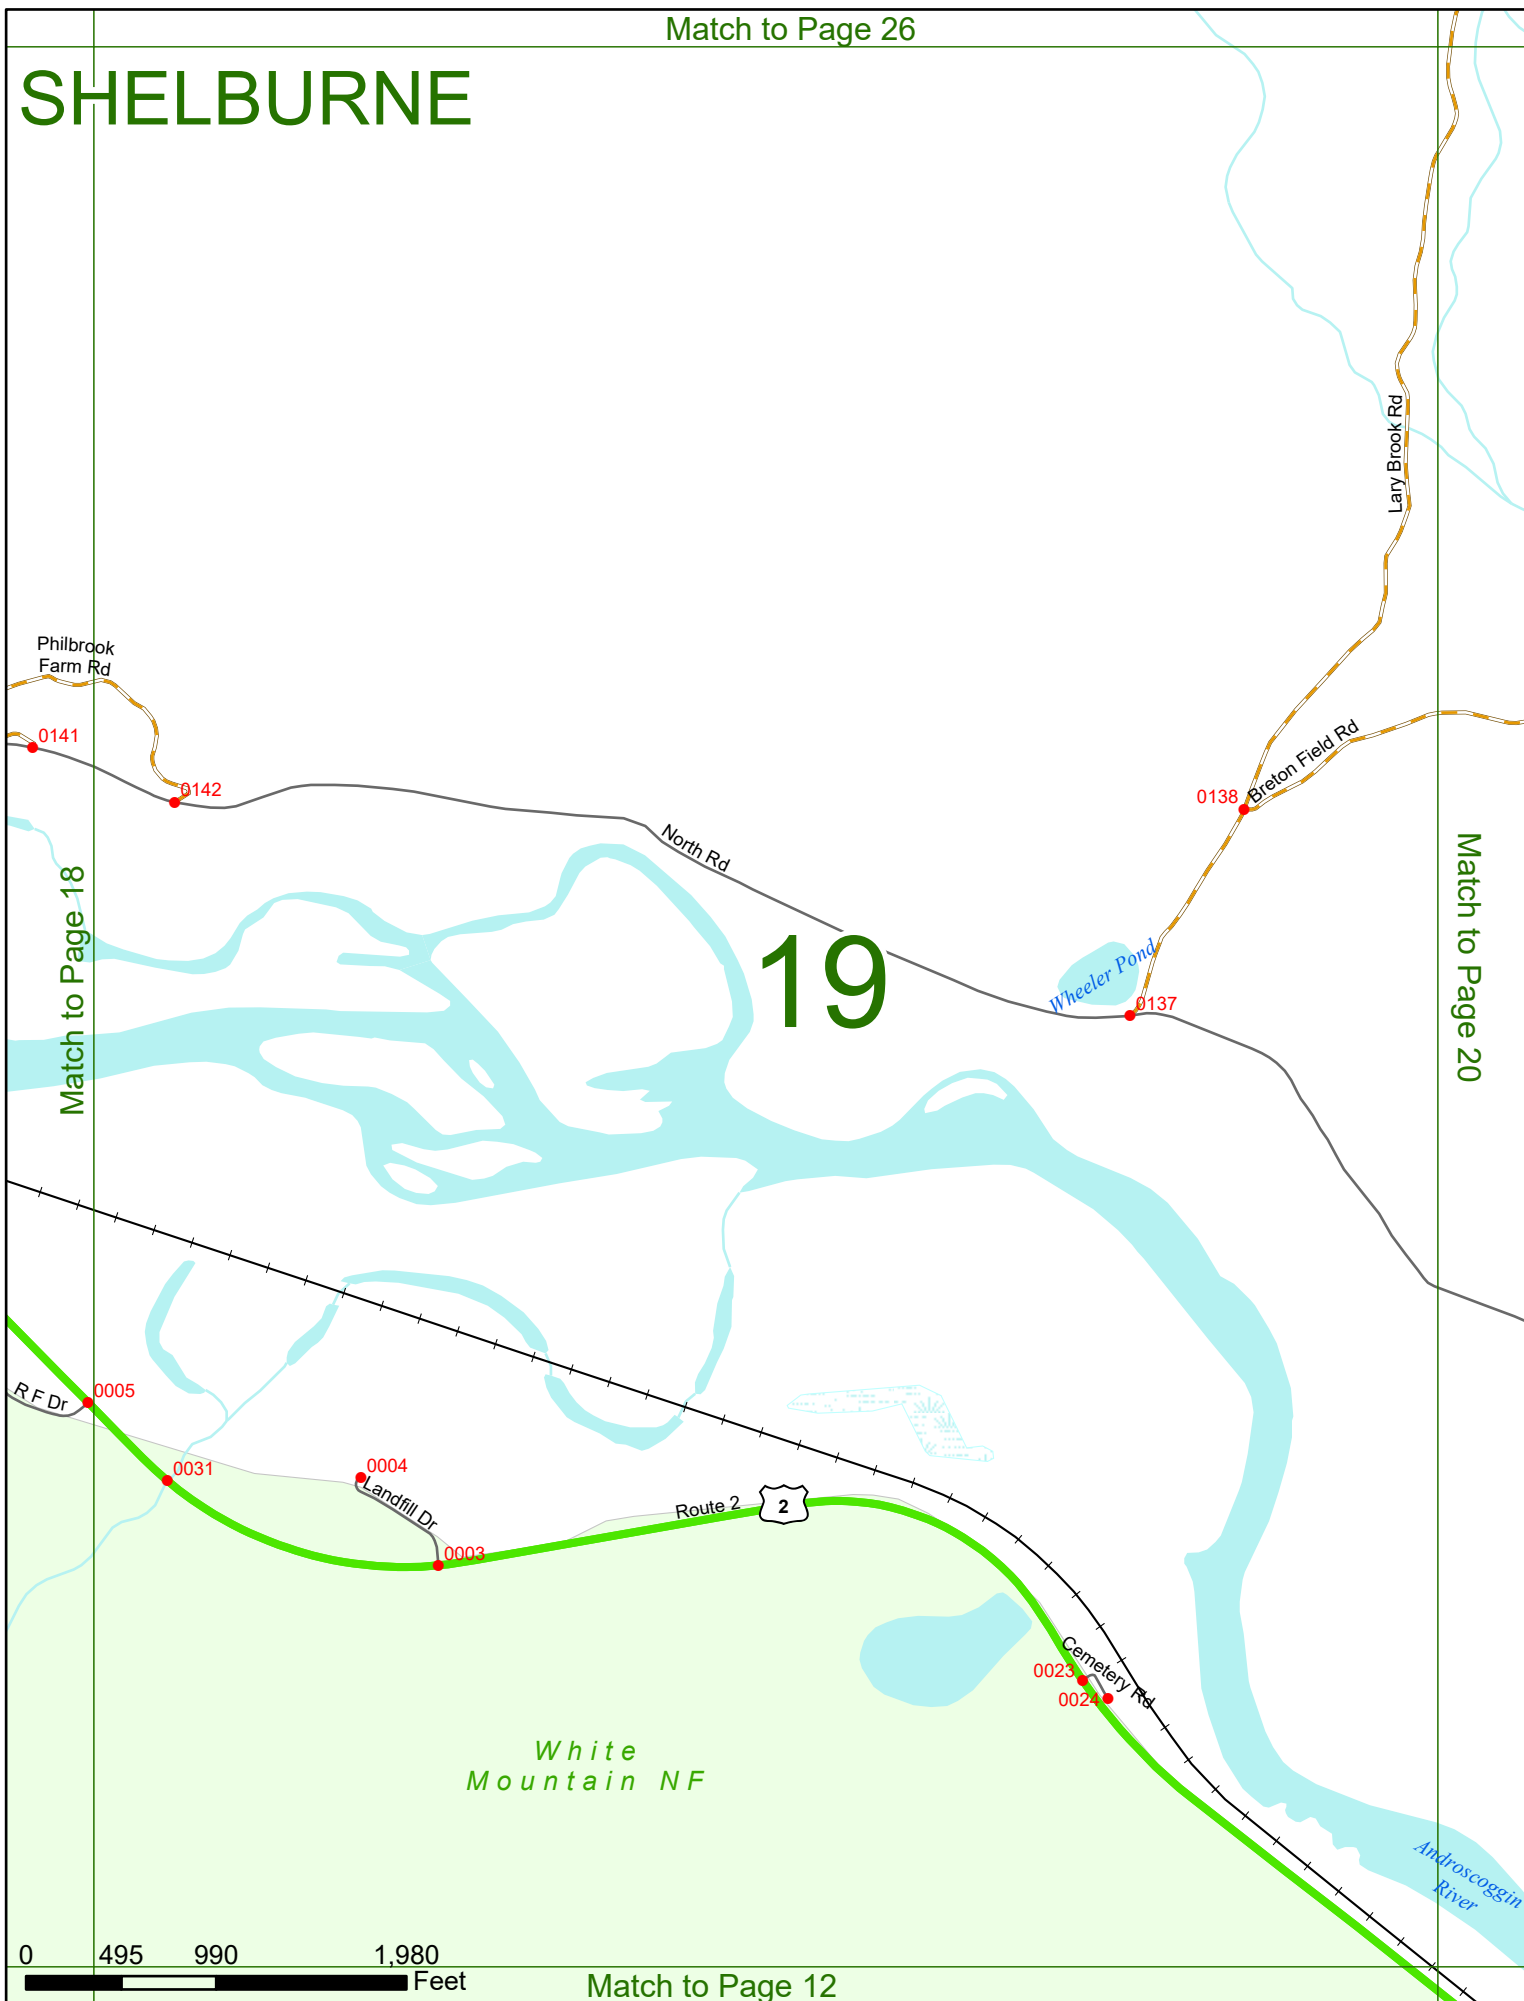 Match to Page 26
SHELBURNE
Lary Brook Rd
Philbrook
Farm Rd
0141
0142
Breton Field Rd
0138
North Rd
Match to Page 18
19
Wheeler Pond
0137
Match to Page 20
R F Dr
0005
0031
0004
Landfill Dr
0003
Route 2
2
Cemetery Rd
0023
0024
White
Mountain NF
Androscoggin
River
0 495 990 1,980
Feet
Match to Page 12